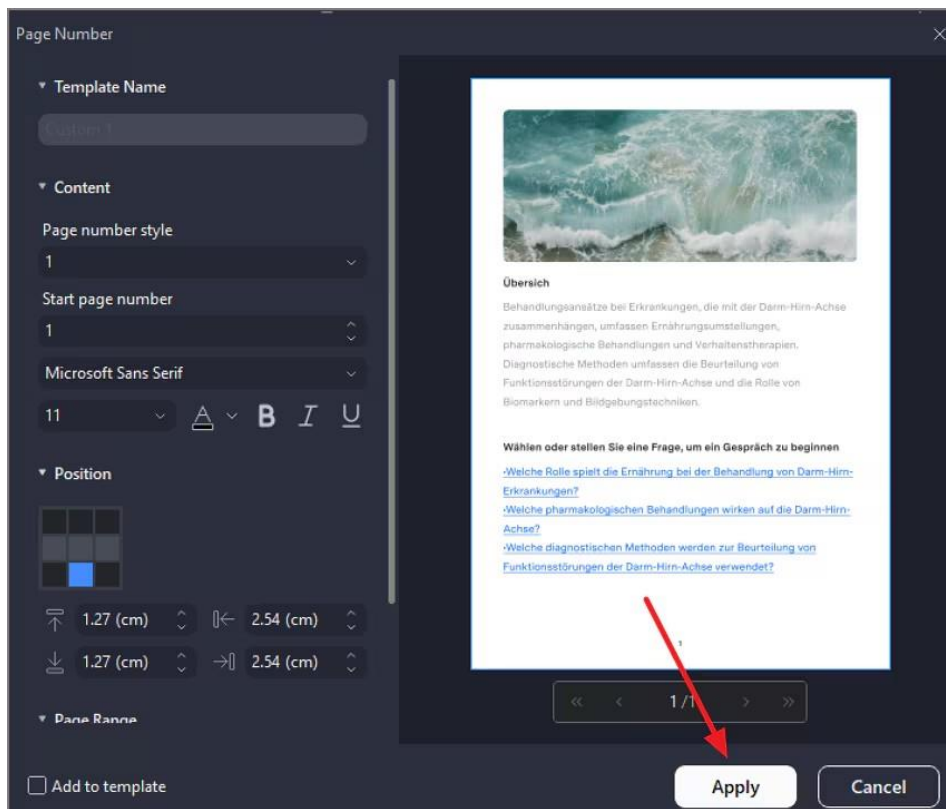 Page Number
Template Name
Custom 1
Content
Page number style
1
Start page number
1
Microsoft Sans Serif
11
A B I U
Position
1.27 (cm) 2.54 (cm)
1.27 (cm) 2.54 (cm)
Page Range
Add to template
Übersich
Behandlungsansätze bei Erkrankungen, die mit der Darm-Hirn-Achse
zusammenhängen, umfassen Ernährungsumstellungen,
pharmakologische Behandlungen und Verhaltenstherapien.
Diagnostische Methoden umfassen die Beurteilung von
Funktionsstörungen der Darm-Hirn-Achse und die Rolle von
Biomarkern und Bildgebungstechniken.
Wählen oder stellen Sie eine Frage, um ein Gespräch zu beginnen
•Welche Rolle spielt die Ernährung bei der Behandlung von Darm-Hirn-
Erkrankungen?
•Welche pharmakologischen Behandlungen wirken auf die Darm-Hirn-
Achse?
•Welche diagnostischen Methoden werden zur Beurteilung von
Funktionsstörungen der Darm-Hirn-Achse verwendet?
1
1 /1
Apply
Cancel